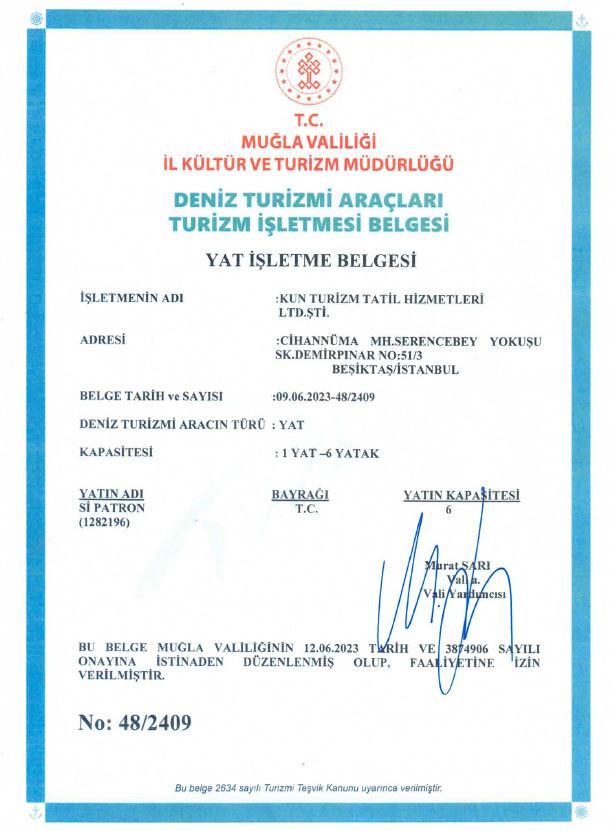 T.C.
MUĞLA VALİLİĞİ
İL KÜLTÜR VE TURİZM MÜDÜRLÜĞÜ
DENİZ TURİZMİ ARAÇLARI
TURİZM İŞLETMESİ BELGESİ
YAT İŞLETME BELGESİ
İŞLETMENİN ADI :KUN TURİZM TATİL HİZMETLERİ
LTD.ŞTİ.
ADRESİ :CİHANNÜMA MH.SERENCEBEY YOKUŞU
SK.DEMİRPINAR NO:51/3
BEŞİKTAŞ/İSTANBUL
BELGE TARİH ve SAYISI :09.06.2023-48/2409
DENİZ TURİZMİ ARACIN TÜRÜ : YAT
KAPASİTESİ : 1 YAT –6 YATAK
YATIN ADI BAYRAĞI YATIN KAPASİTESİ
Sİ PATRON T.C. 6
(1282196)
Murat SARI
Vali a.
Vali Yardımcısı
BU BELGE MUĞLA VALİLİĞİNİN 12.06.2023 TARİH VE 3874906 SAYILI
ONAYINA İSTİNADEN DÜZENLENMİŞ OLUP, FAALİYETİNE İZİN
VERİLMİŞTİR.
No: 48/2409
Bu belge 2634 sayılı Turizmi Teşvik Kanunu uyarınca verilmiştir.